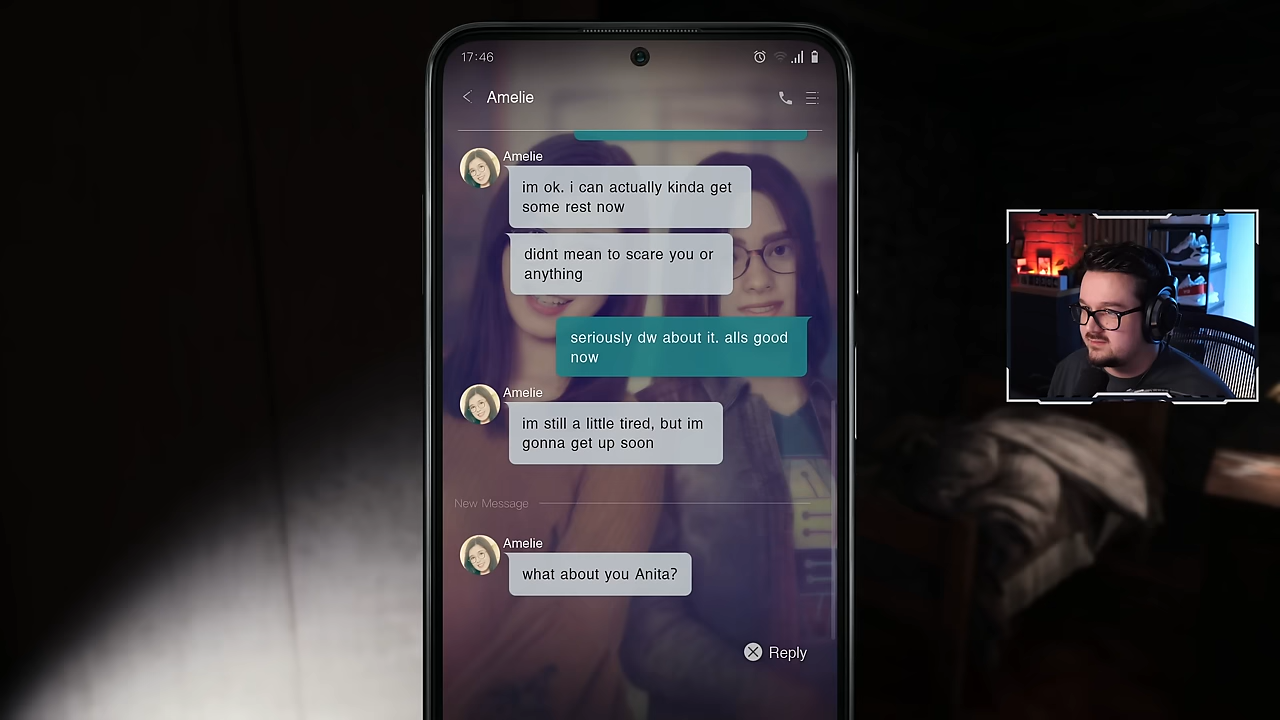 17:46
Amelie
Amelie
im ok. i can actually kinda get
some rest now
didnt mean to scare you or
anything
seriously dw about it. alls good
now
Amelie
im still a little tired, but im
gonna get up soon
New Message
Amelie
what about you Anita?
Reply